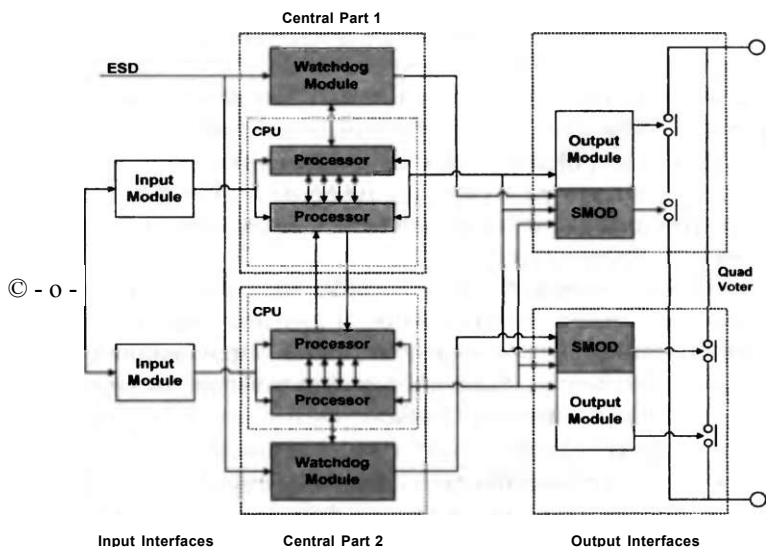 Central Part 1
ESD
Watchdog
Module
CPU
Processor
Processor
Input
Module
Output
Module
SMOD
© - o -
Quad
Voter
CPU
Processor
Processor
Input
Module
SMOD
Output
Module
Watchdog
Module
Input Interfaces
Central Part 2
Output Interfaces